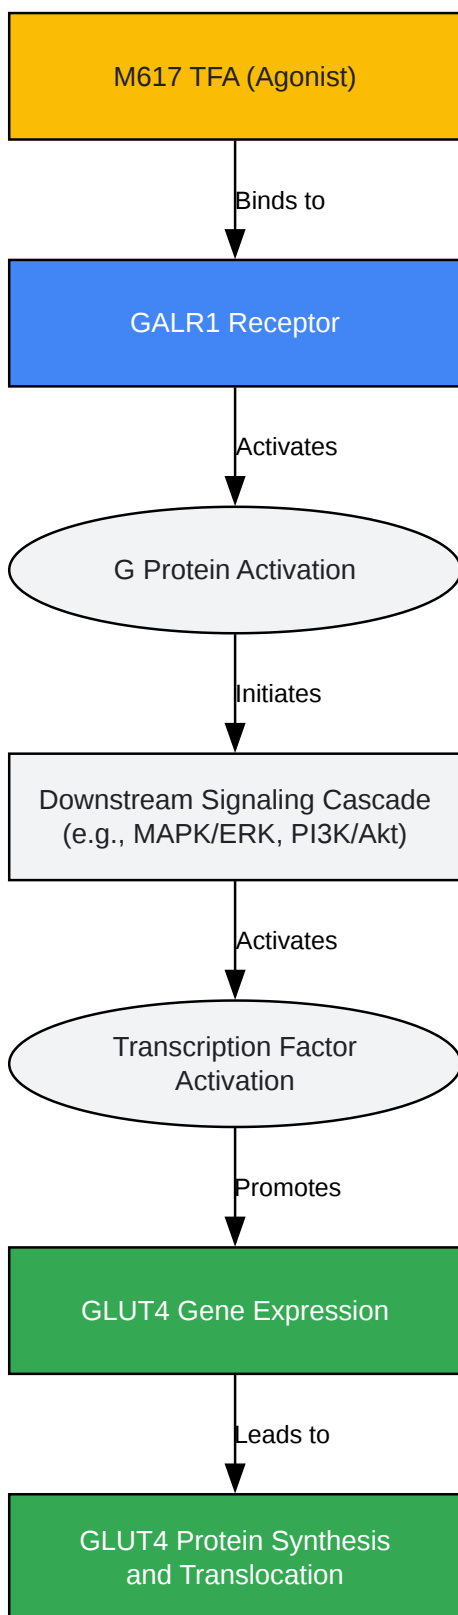 M617 TFA (Agonist)
Binds to
GALR1 Receptor
Activates
G Protein Activation
Initiates
Downstream Signaling Cascade
(e.g., MAPK/ERK, PI3K/Akt)
Activates
Transcription Factor
Activation
Promotes
GLUT4 Gene Expression
Leads to
GLUT4 Protein Synthesis
and Translocation